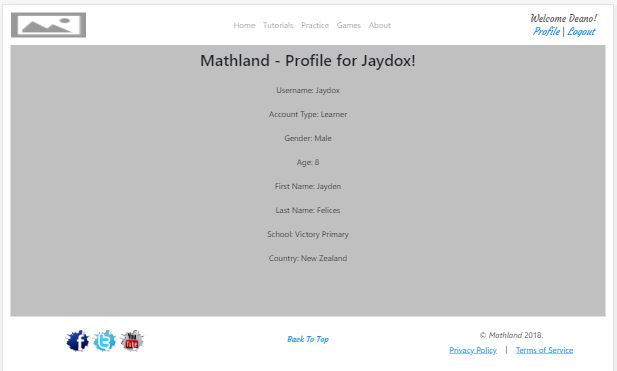 Home Tutorials Practice Games About
Welcome Deano!
Profile | Logout
Mathland - Profile for Jaydox!
Username: Jaydox
Account Type: Learner
Gender: Male
Age: 8
First Name: Jayden
Last Name: Felices
School: Victory Primary
Country: New Zealand
You Tube
Back To Top
© Mathland 2018.
Privacy Policy | Terms of Service